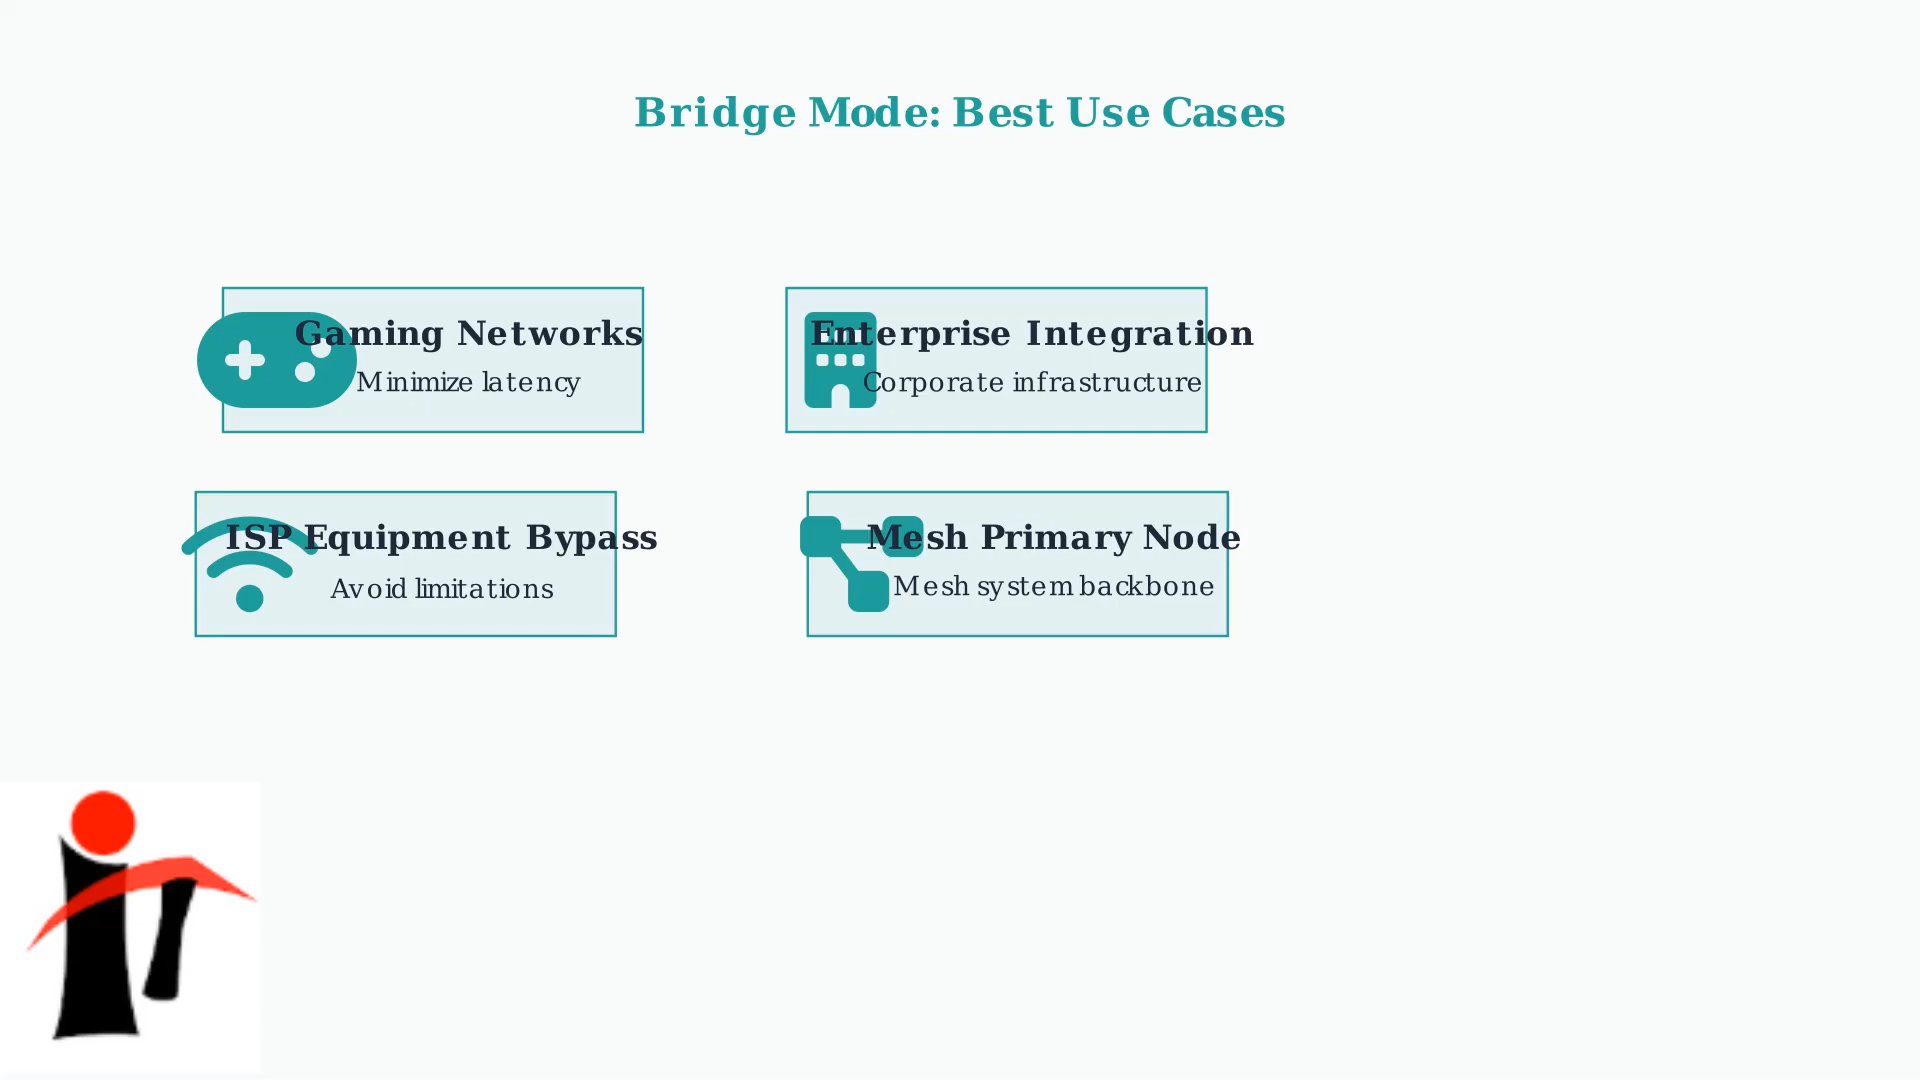 Bridge Mode: Best Use Cases
Gaming Networks
Minimize latency
Enterprise Integration
Corporate infrastructure
ISP Equipment Bypass
Avoid limitations
Mesh Primary Node
Mesh system backbone